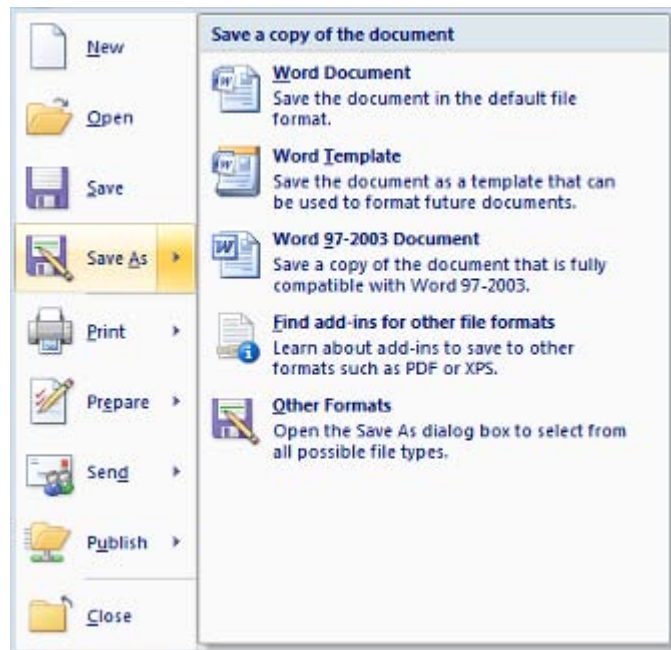 New
Open
Save
Save As
Print
Prepare
Send
Publish
Close
Save a copy of the document
Word Document
Save the document in the default file
format.
Word Template
Save the document as a template that can
be used to format future documents.
Word 97-2003 Document
Save a copy of the document that is fully
compatible with Word 97-2003.
Find add-ins for other file formats
Learn about add-ins to save to other
formats such as PDF or XPS.
Other Formats
Open the Save As dialog box to select from
all possible file types.